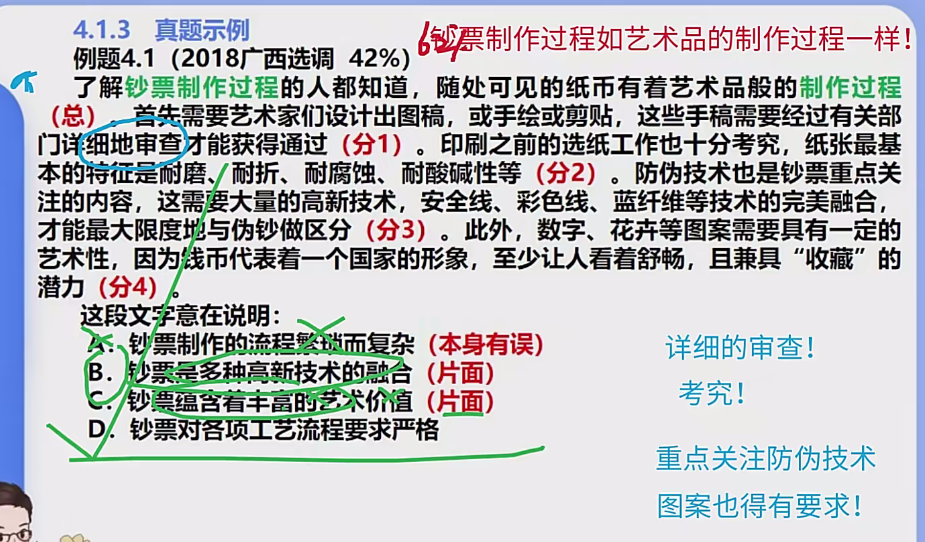 4.1.3 真题示例
钞票制作过程如艺术品的制作过程一样！
例题4.1（2018广西选调 42%）
了解钞票制作过程的人都知道，随处可见的纸币有着艺术品般的制作过程
（总）。首先需要艺术家们设计出图稿，或手绘或剪贴，这些手稿需要经过有关部
门详细地审查才能获得通过（分1）。印刷之前的选纸工作也十分考究，纸张最基
本的特征是耐磨、耐折、耐腐蚀、耐酸碱性等（分2）。防伪技术也是钞票重点关
注的内容，这需要大量的高新技术，安全线、彩色线、蓝纤维等技术的完美融合，
才能最大限度地与伪钞做区分（分3）。此外，数字、花卉等图案需要具有一定的
艺术性，因为钱币代表着一个国家的形象，至少让人看着舒畅，且兼具“收藏”的
潜力（分4）。
这段文字意在说明：
A．钞票制作的流程繁琐而复杂（本身有误）
B．钞票是多种高新技术的融合（片面）
C．钞票蕴含着丰富的艺术价值（片面）
D．钞票对各项工艺流程要求严格
详细的审查！
考究！
重点关注防伪技术
图案也得有要求！